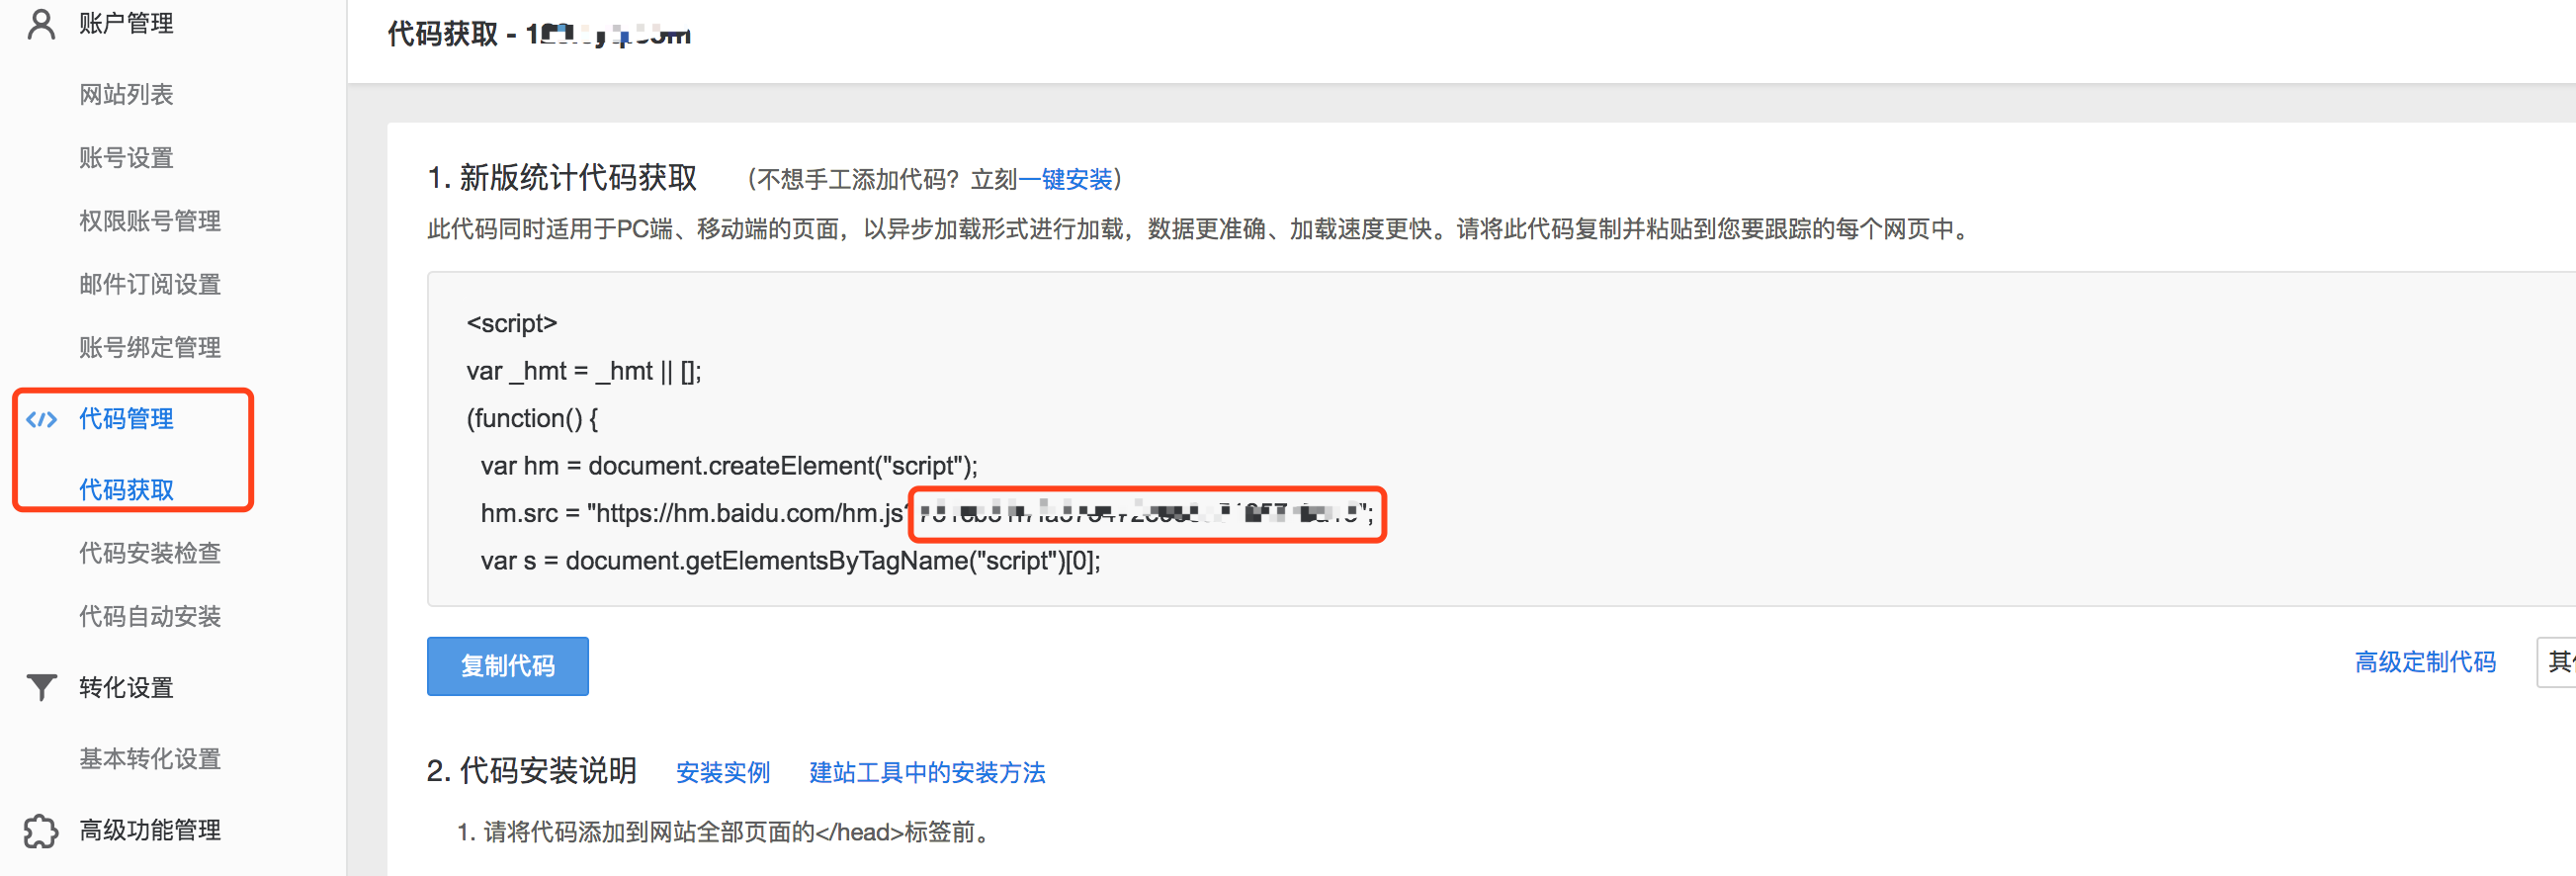 账户管理
网站列表
账号设置
权限账号管理
邮件订阅设置
账号绑定管理
代码管理
代码获取
代码安装检查
代码自动安装
转化设置
基本转化设置
高级功能管理
代码获取 -
1. 新版统计代码获取 （不想手工添加代码？立刻一键安装）
此代码同时适用于PC端、移动端的页面，以异步加载形式进行加载，数据更准确、加载速度更快。请将此代码复制并粘贴到您要跟踪的每个网页中。
<script>
var _hmt = _hmt || [];
(function() {
var hm = document.createElement("script");
hm.src = "https://hm.baidu.com/hm.js?
var s = document.getElementsByTagName("script")[0];
复制代码
高级定制代码
2. 代码安装说明 安装实例 建站工具中的安装方法
1. 请将代码添加到网站全部页面的</head>标签前。